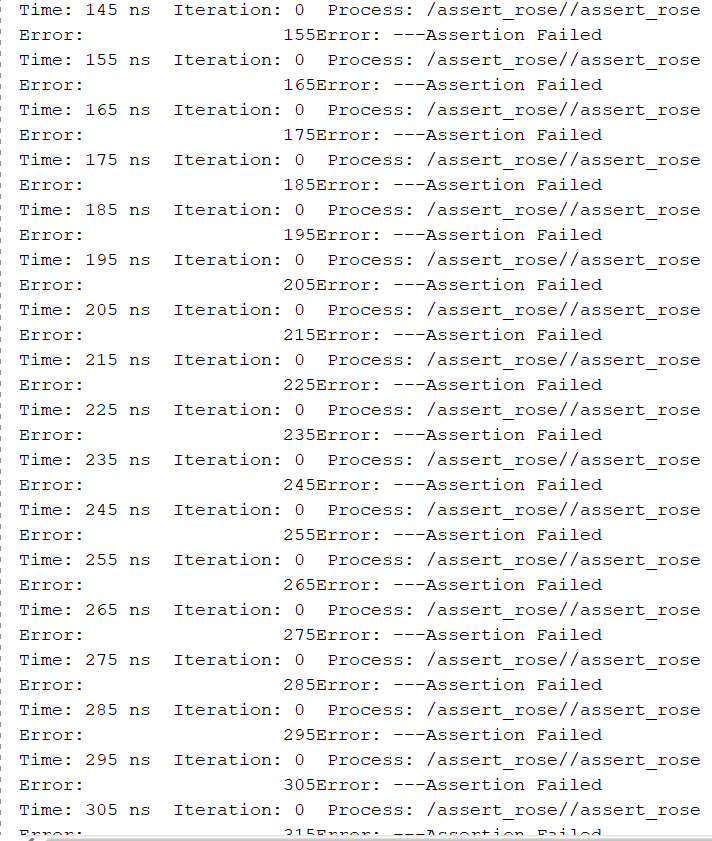 Time: 145 ns  Iteration: 0  Process: /assert_rose//assert_rose
Error:                  155Error: ---Assertion Failed
Time: 155 ns  Iteration: 0  Process: /assert_rose//assert_rose
Error:                  165Error: ---Assertion Failed
Time: 165 ns  Iteration: 0  Process: /assert_rose//assert_rose
Error:                  175Error: ---Assertion Failed
Time: 175 ns  Iteration: 0  Process: /assert_rose//assert_rose
Error:                  185Error: ---Assertion Failed
Time: 185 ns  Iteration: 0  Process: /assert_rose//assert_rose
Error:                  195Error: ---Assertion Failed
Time: 195 ns  Iteration: 0  Process: /assert_rose//assert_rose
Error:                  205Error: ---Assertion Failed
Time: 205 ns  Iteration: 0  Process: /assert_rose//assert_rose
Error:                  215Error: ---Assertion Failed
Time: 215 ns  Iteration: 0  Process: /assert_rose//assert_rose
Error:                  225Error: ---Assertion Failed
Time: 225 ns  Iteration: 0  Process: /assert_rose//assert_rose
Error:                  235Error: ---Assertion Failed
Time: 235 ns  Iteration: 0  Process: /assert_rose//assert_rose
Error:                  245Error: ---Assertion Failed
Time: 245 ns  Iteration: 0  Process: /assert_rose//assert_rose
Error:                  255Error: ---Assertion Failed
Time: 255 ns  Iteration: 0  Process: /assert_rose//assert_rose
Error:                  265Error: ---Assertion Failed
Time: 265 ns  Iteration: 0  Process: /assert_rose//assert_rose
Error:                  275Error: ---Assertion Failed
Time: 275 ns  Iteration: 0  Process: /assert_rose//assert_rose
Error:                  285Error: ---Assertion Failed
Time: 285 ns  Iteration: 0  Process: /assert_rose//assert_rose
Error:                  295Error: ---Assertion Failed
Time: 295 ns  Iteration: 0  Process: /assert_rose//assert_rose
Error:                  305Error: ---Assertion Failed
Time: 305 ns  Iteration: 0  Process: /assert_rose//assert_rose
Error:                  315Error: ---Assertion Failed